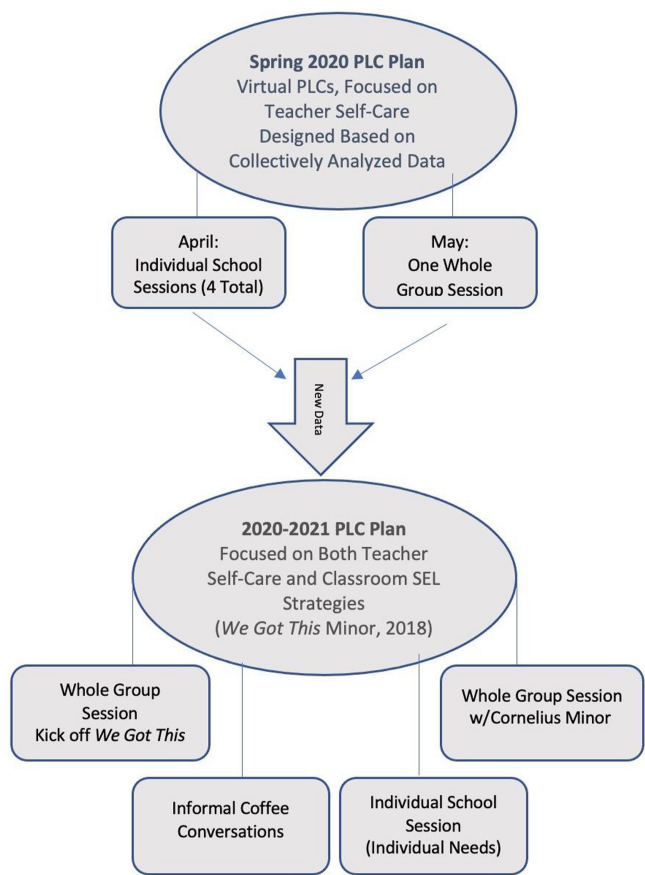 Spring 2020 PLC Plan
Virtual PLCs, Focused on
Teacher Self-Care
Designed Based on
Collectively Analyzed Data
April:
Individual School
Sessions (4 Total)
May:
One Whole
Group Session
New Data
2020-2021 PLC Plan
Focused on Both Teacher
Self-Care and Classroom SEL
Strategies
(We Got This Minor, 2018)
Whole Group
Session
Kick off We Got This
Whole Group Session
w/Cornelius Minor
Informal Coffee
Conversations
Individual School
Session
(Individual Needs)